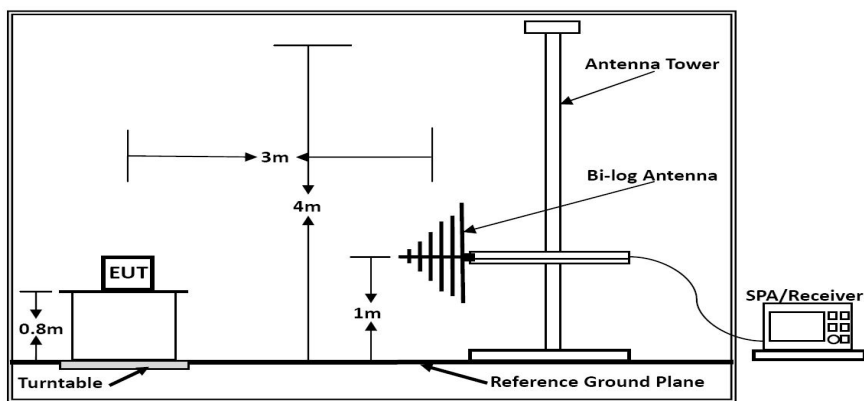 Antenna Tower
3m
Bi-log Antenna
4m
EUT
SPA/Receiver
0.8m
1m
Turntable
Reference Ground Plane